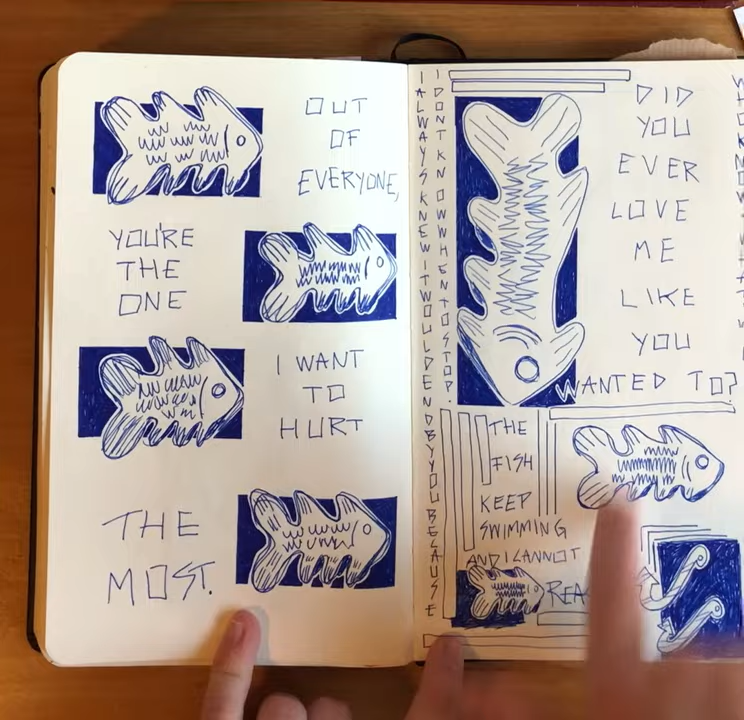 OUT
OF
EVERYONE,
YOU'RE
THE
ONE
I WANT
TO
HURT
THE
MOST.
I ALWAYS KNEW IT WOULD END BY YOU BECAUSE
I DONT KNOW WHEN TO STOP.
DID
YOU
EVER
LOVE
ME
LIKE
YOU
WANTED TO?
THE
FISH
KEEP
SWIMMING
AND I CANNOT